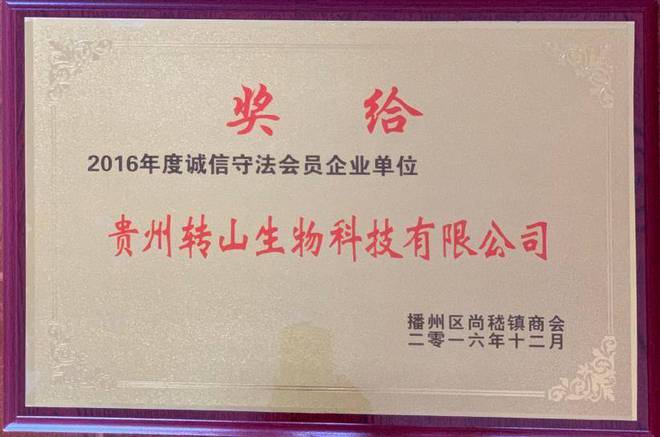 奖给
2016年度诚信守法会员企业单位
贵州转山生物科技有限公司
播州区尚嵇镇商会
二零一六年十二月